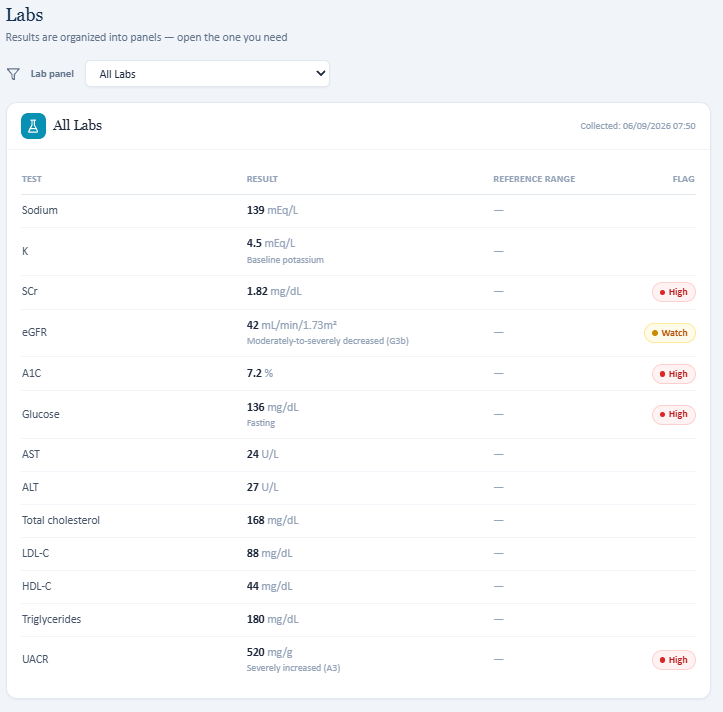 Labs
Results are organized into panels — open the one you need
Lab panel All Labs
All Labs Collected: 06/09/2026 07:50
TEST RESULT REFERENCE RANGE FLAG
Sodium 139 mEq/L —
K 4.5 mEq/L —
Baseline potassium
SCr 1.82 mg/dL — High
eGFR 42 mL/min/1.73m² — Watch
Moderately-to-severely decreased (G3b)
A1C 7.2 % — High
Glucose 136 mg/dL — High
Fasting
AST 24 U/L —
ALT 27 U/L —
Total cholesterol 168 mg/dL —
LDL-C 88 mg/dL —
HDL-C 44 mg/dL —
Triglycerides 180 mg/dL —
UACR 520 mg/g — High
Severely increased (A3)